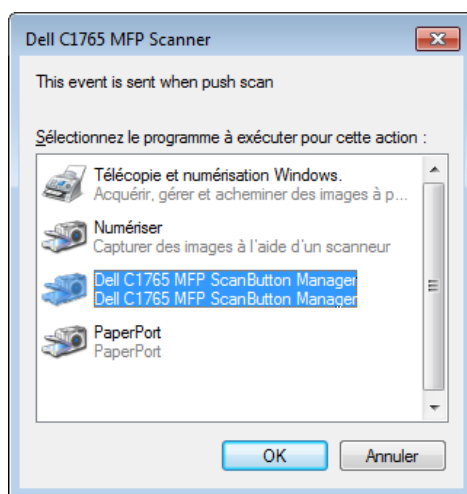 Dell C1765 MFP Scanner
This event is sent when push scan
Sélectionnez le programme à exécuter pour cette action :
Télécopie et numérisation Windows.
Acquérir, gérer et acheminer des images à p...
Numériser
Capturer des images à l'aide d'un scanneur
Dell C1765 MFP ScanButton Manager
Dell C1765 MFP ScanButton Manager
PaperPort
PaperPort
OK
Annuler